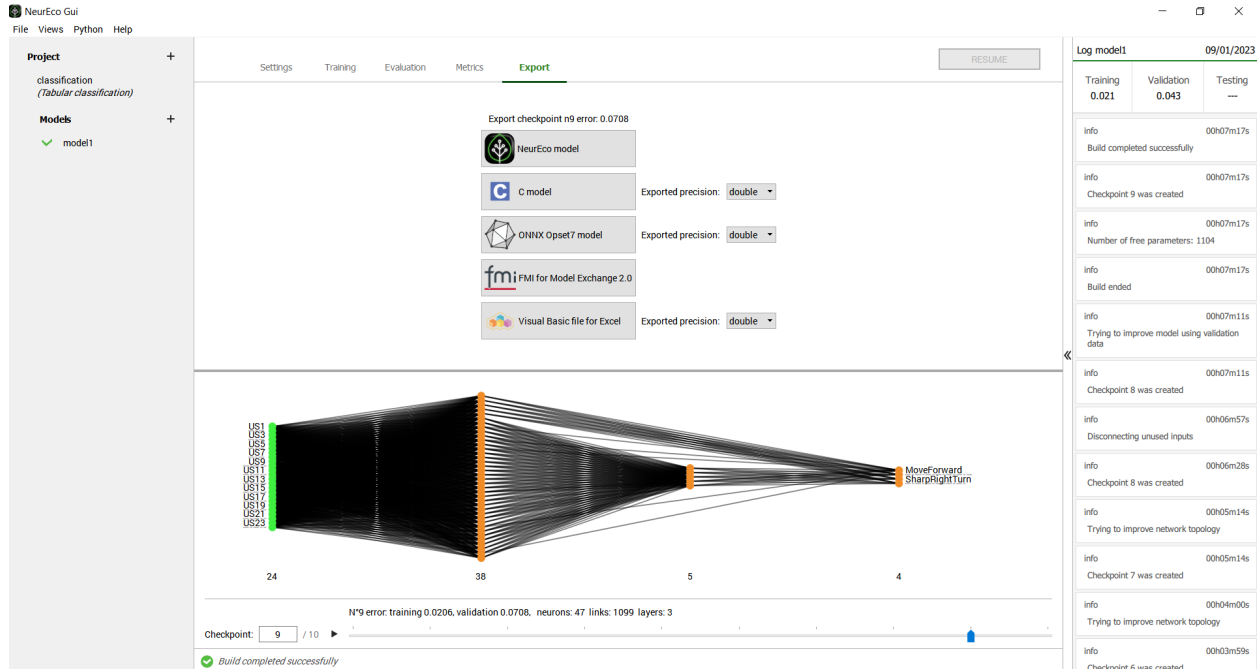 NeurEco Gui
File Views Python Help
Project +
classification
(Tabular classification)
Models +
model1
Settings Training Evaluation Metrics Export
RESUME
Export checkpoint n9 error: 0.0708
NeurEco model
C model Exported precision: double
ONNX Opset7 model Exported precision: double
fmi FMI for Model Exchange 2.0
Visual Basic file for Excel Exported precision: double
US1
US3
US5
US7
US9
US11
US13
US15
US17
US19
US21
US23
MoveForward
SharpRightTurn
24 38 5 4
N°9 error: training 0.0206, validation 0.0708, neurons: 47 links: 1099 layers: 3
Checkpoint: 9 / 10
Build completed successfully
Log model1 09/01/2023
Training Validation Testing
0.021 0.043 ---
info 00h07m17s
Build completed successfully
info 00h07m17s
Checkpoint 9 was created
info 00h07m17s
Number of free parameters: 1104
info 00h07m17s
Build ended
info 00h07m11s
Trying to improve model using validation
data
info 00h07m11s
Checkpoint 8 was created
info 00h06m57s
Disconnecting unused inputs
info 00h06m28s
Checkpoint 8 was created
info 00h05m14s
Trying to improve network topology
info 00h05m14s
Checkpoint 7 was created
info 00h04m00s
Trying to improve network topology
info 00h03m59s
Checkpoint 6 was created